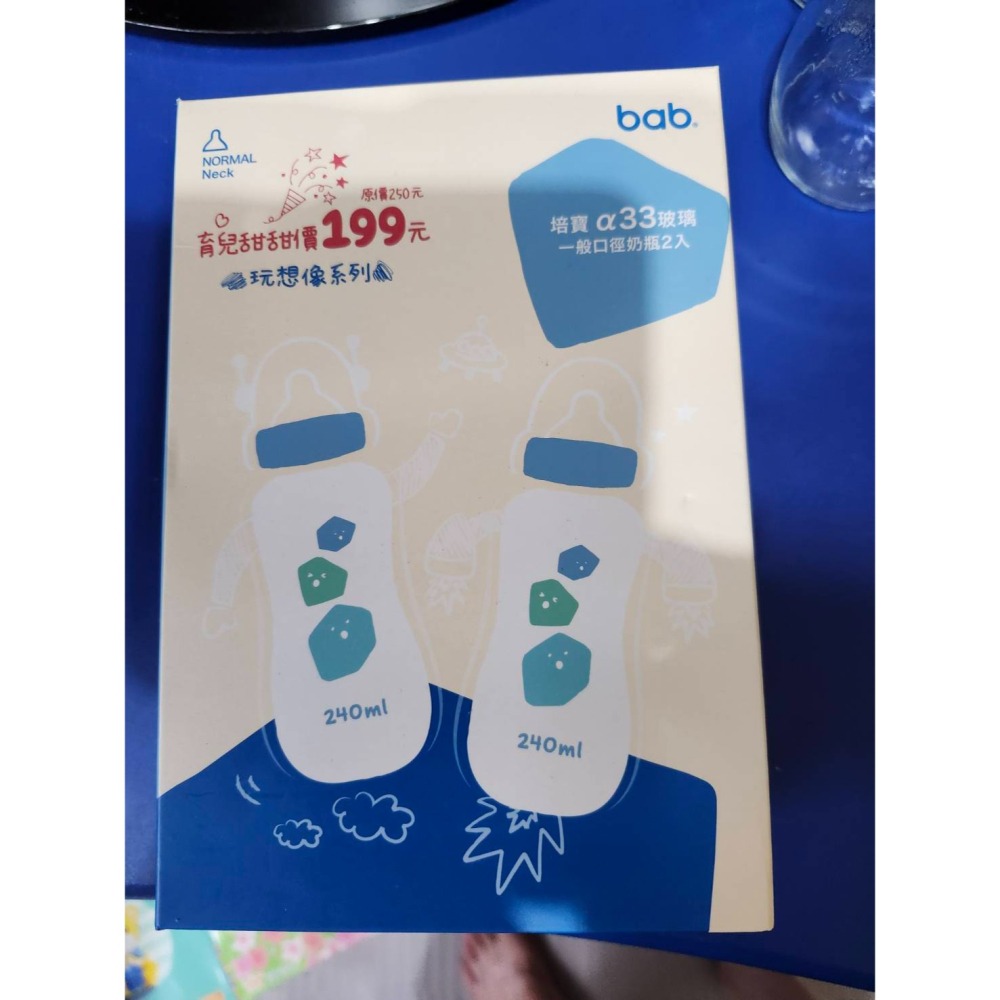 bab
NORMAL
Neck
原價250元
育兒甜甜價199元
玩想像系列
培寶 α33玻璃
一般口徑奶瓶2入
240ml
240ml